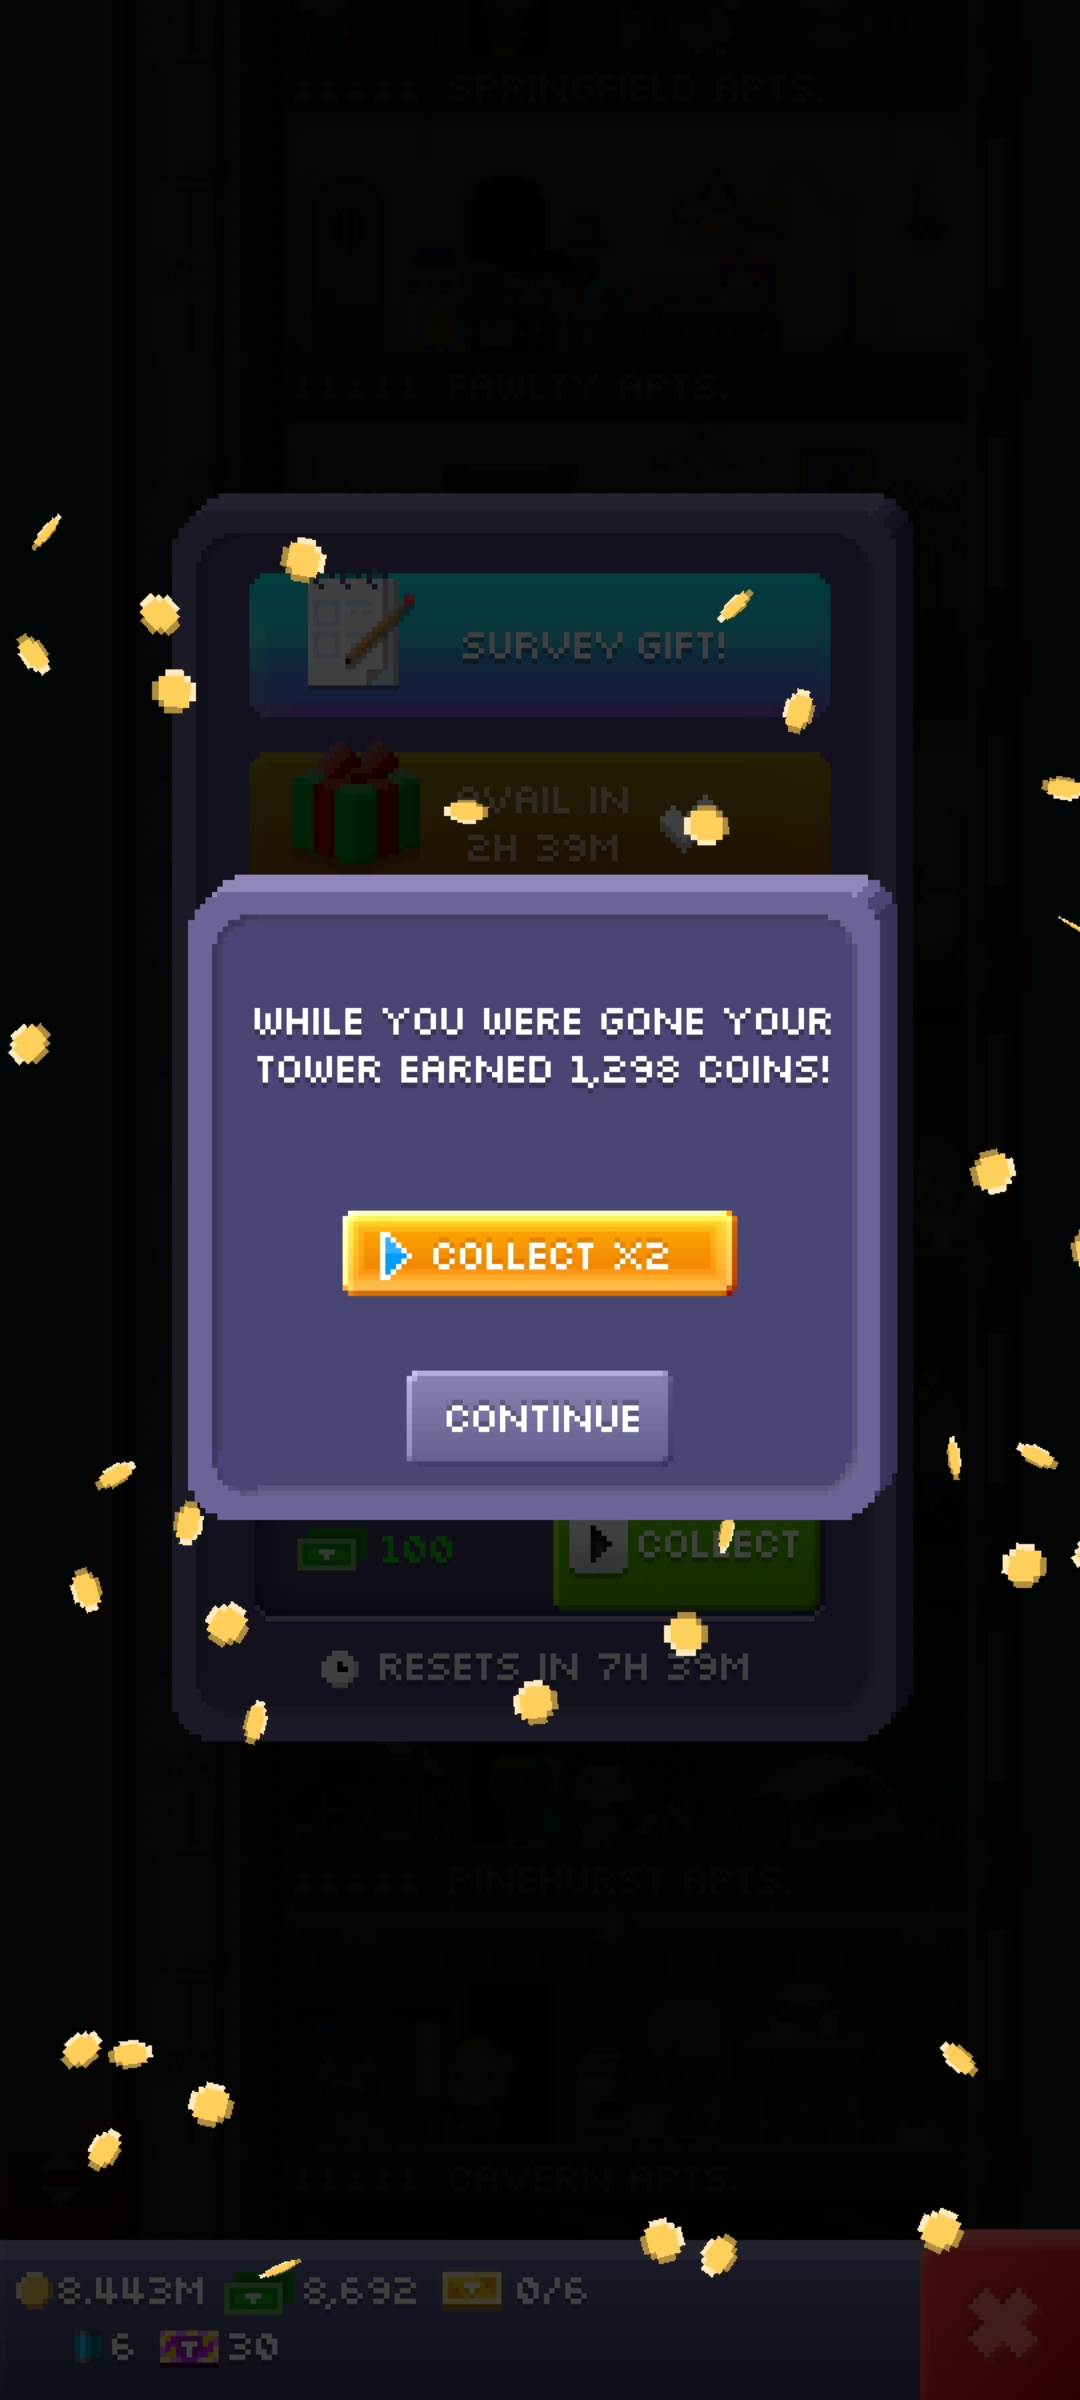 SPRINGFIELD APTS.
FAWLTY APTS.
SURVEY GIFT!
AVAIL IN
2H 39M
WHILE YOU WERE GONE YOUR
TOWER EARNED 1,298 COINS!
COLLECT X2
CONTINUE
100 COLLECT
RESETS IN 7H 39M
PINEHURST APTS.
CAVERN APTS.
8.443M 8,692 0/6
6 30